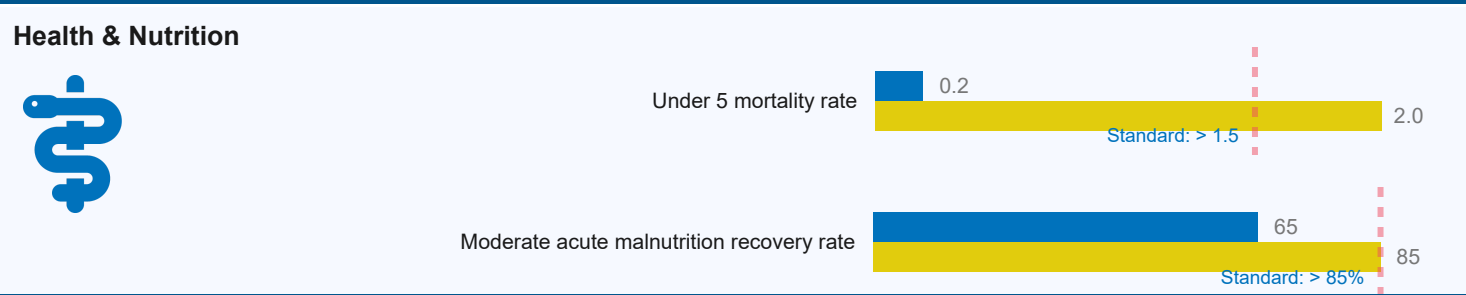 Health & Nutrition
Under 5 mortality rate
0.2
2.0
Standard: > 1.5
Moderate acute malnutrition recovery rate
65
85
Standard: > 85%